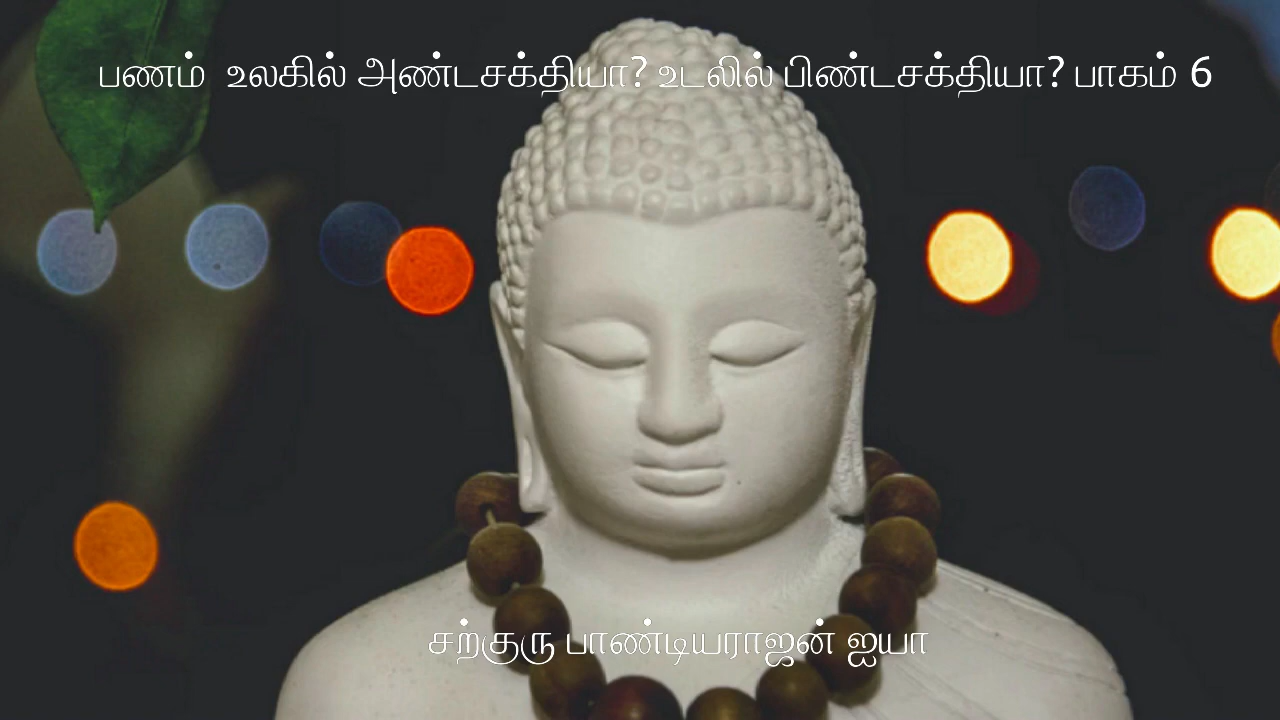 பணம் உலகில் அண்டசக்தியா? உடலில் பிண்டசக்தியா? பாகம் 6
சற்குரு பாண்டியராஜன் ஐயா